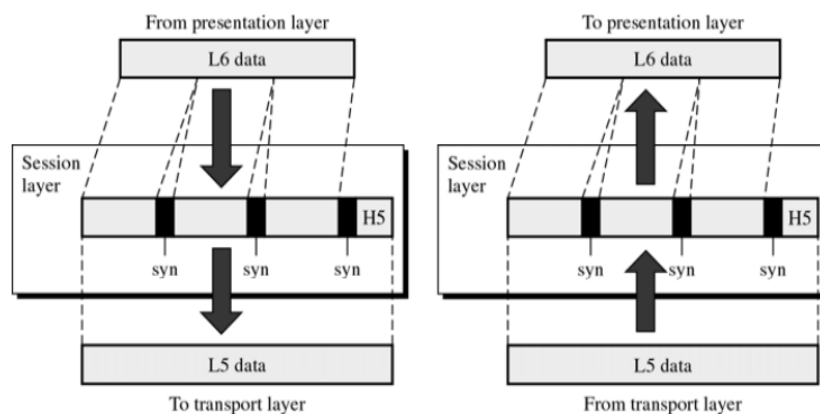 From presentation layer
L6 data
Session
layer
H5
syn
syn
syn
L5 data
To transport layer
To presentation layer
L6 data
Session
layer
H5
syn
syn
syn
L5 data
From transport layer